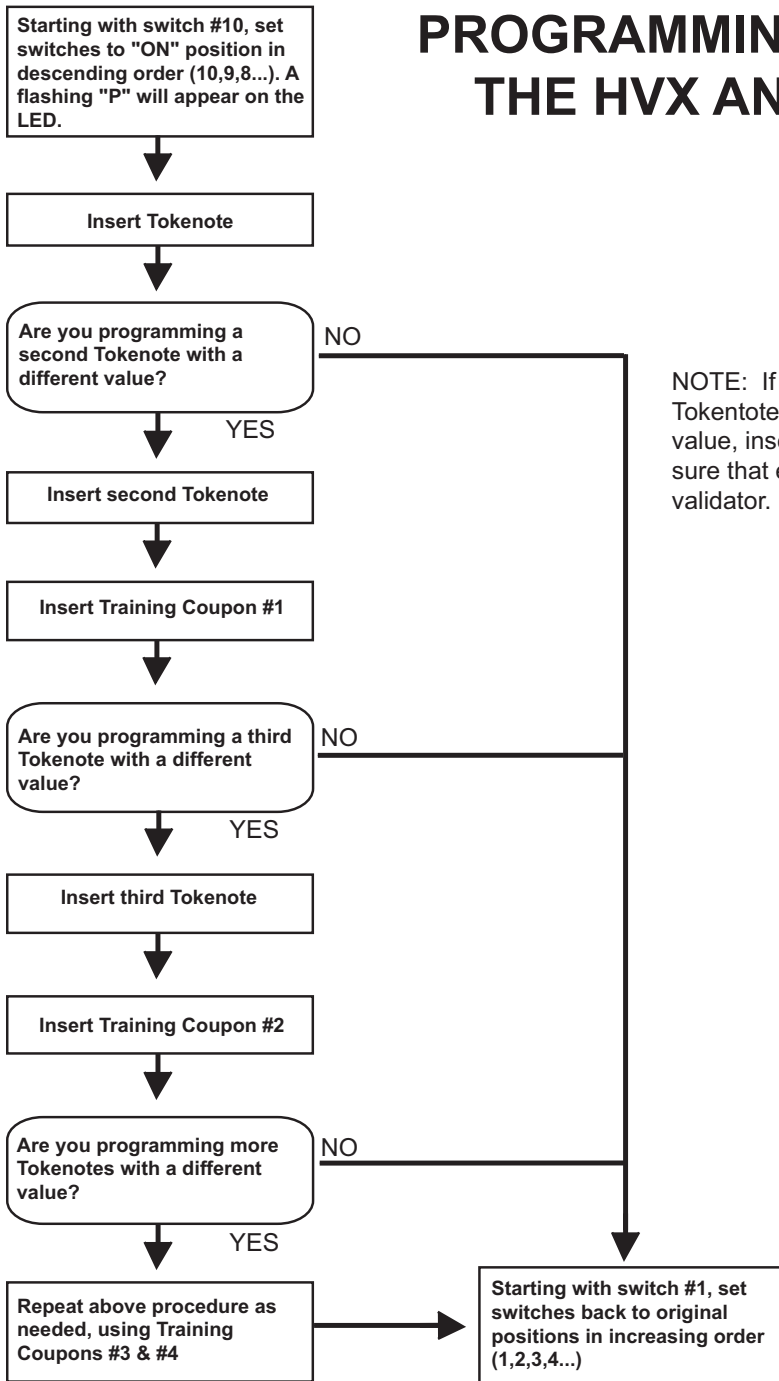 PROGRAMMIN
THE HVX AN
Starting with switch #10, set
switches to "ON" position in
descending order (10,9,8...). A
flashing "P" will appear on the
LED.
Insert Tokenote
Are you programming a
second Tokenote with a
different value?
NO
YES
NOTE: If
Tokentote
value, inse
sure that e
validator.
Insert second Tokenote
Insert Training Coupon #1
Are you programming a third
Tokenote with a different
value?
NO
YES
Insert third Tokenote
Insert Training Coupon #2
Are you programming more
Tokenotes with a different
value?
NO
YES
Repeat above procedure as
needed, using Training
Coupons #3 & #4
Starting with switch #1, set
switches back to original
positions in increasing order
(1,2,3,4...)